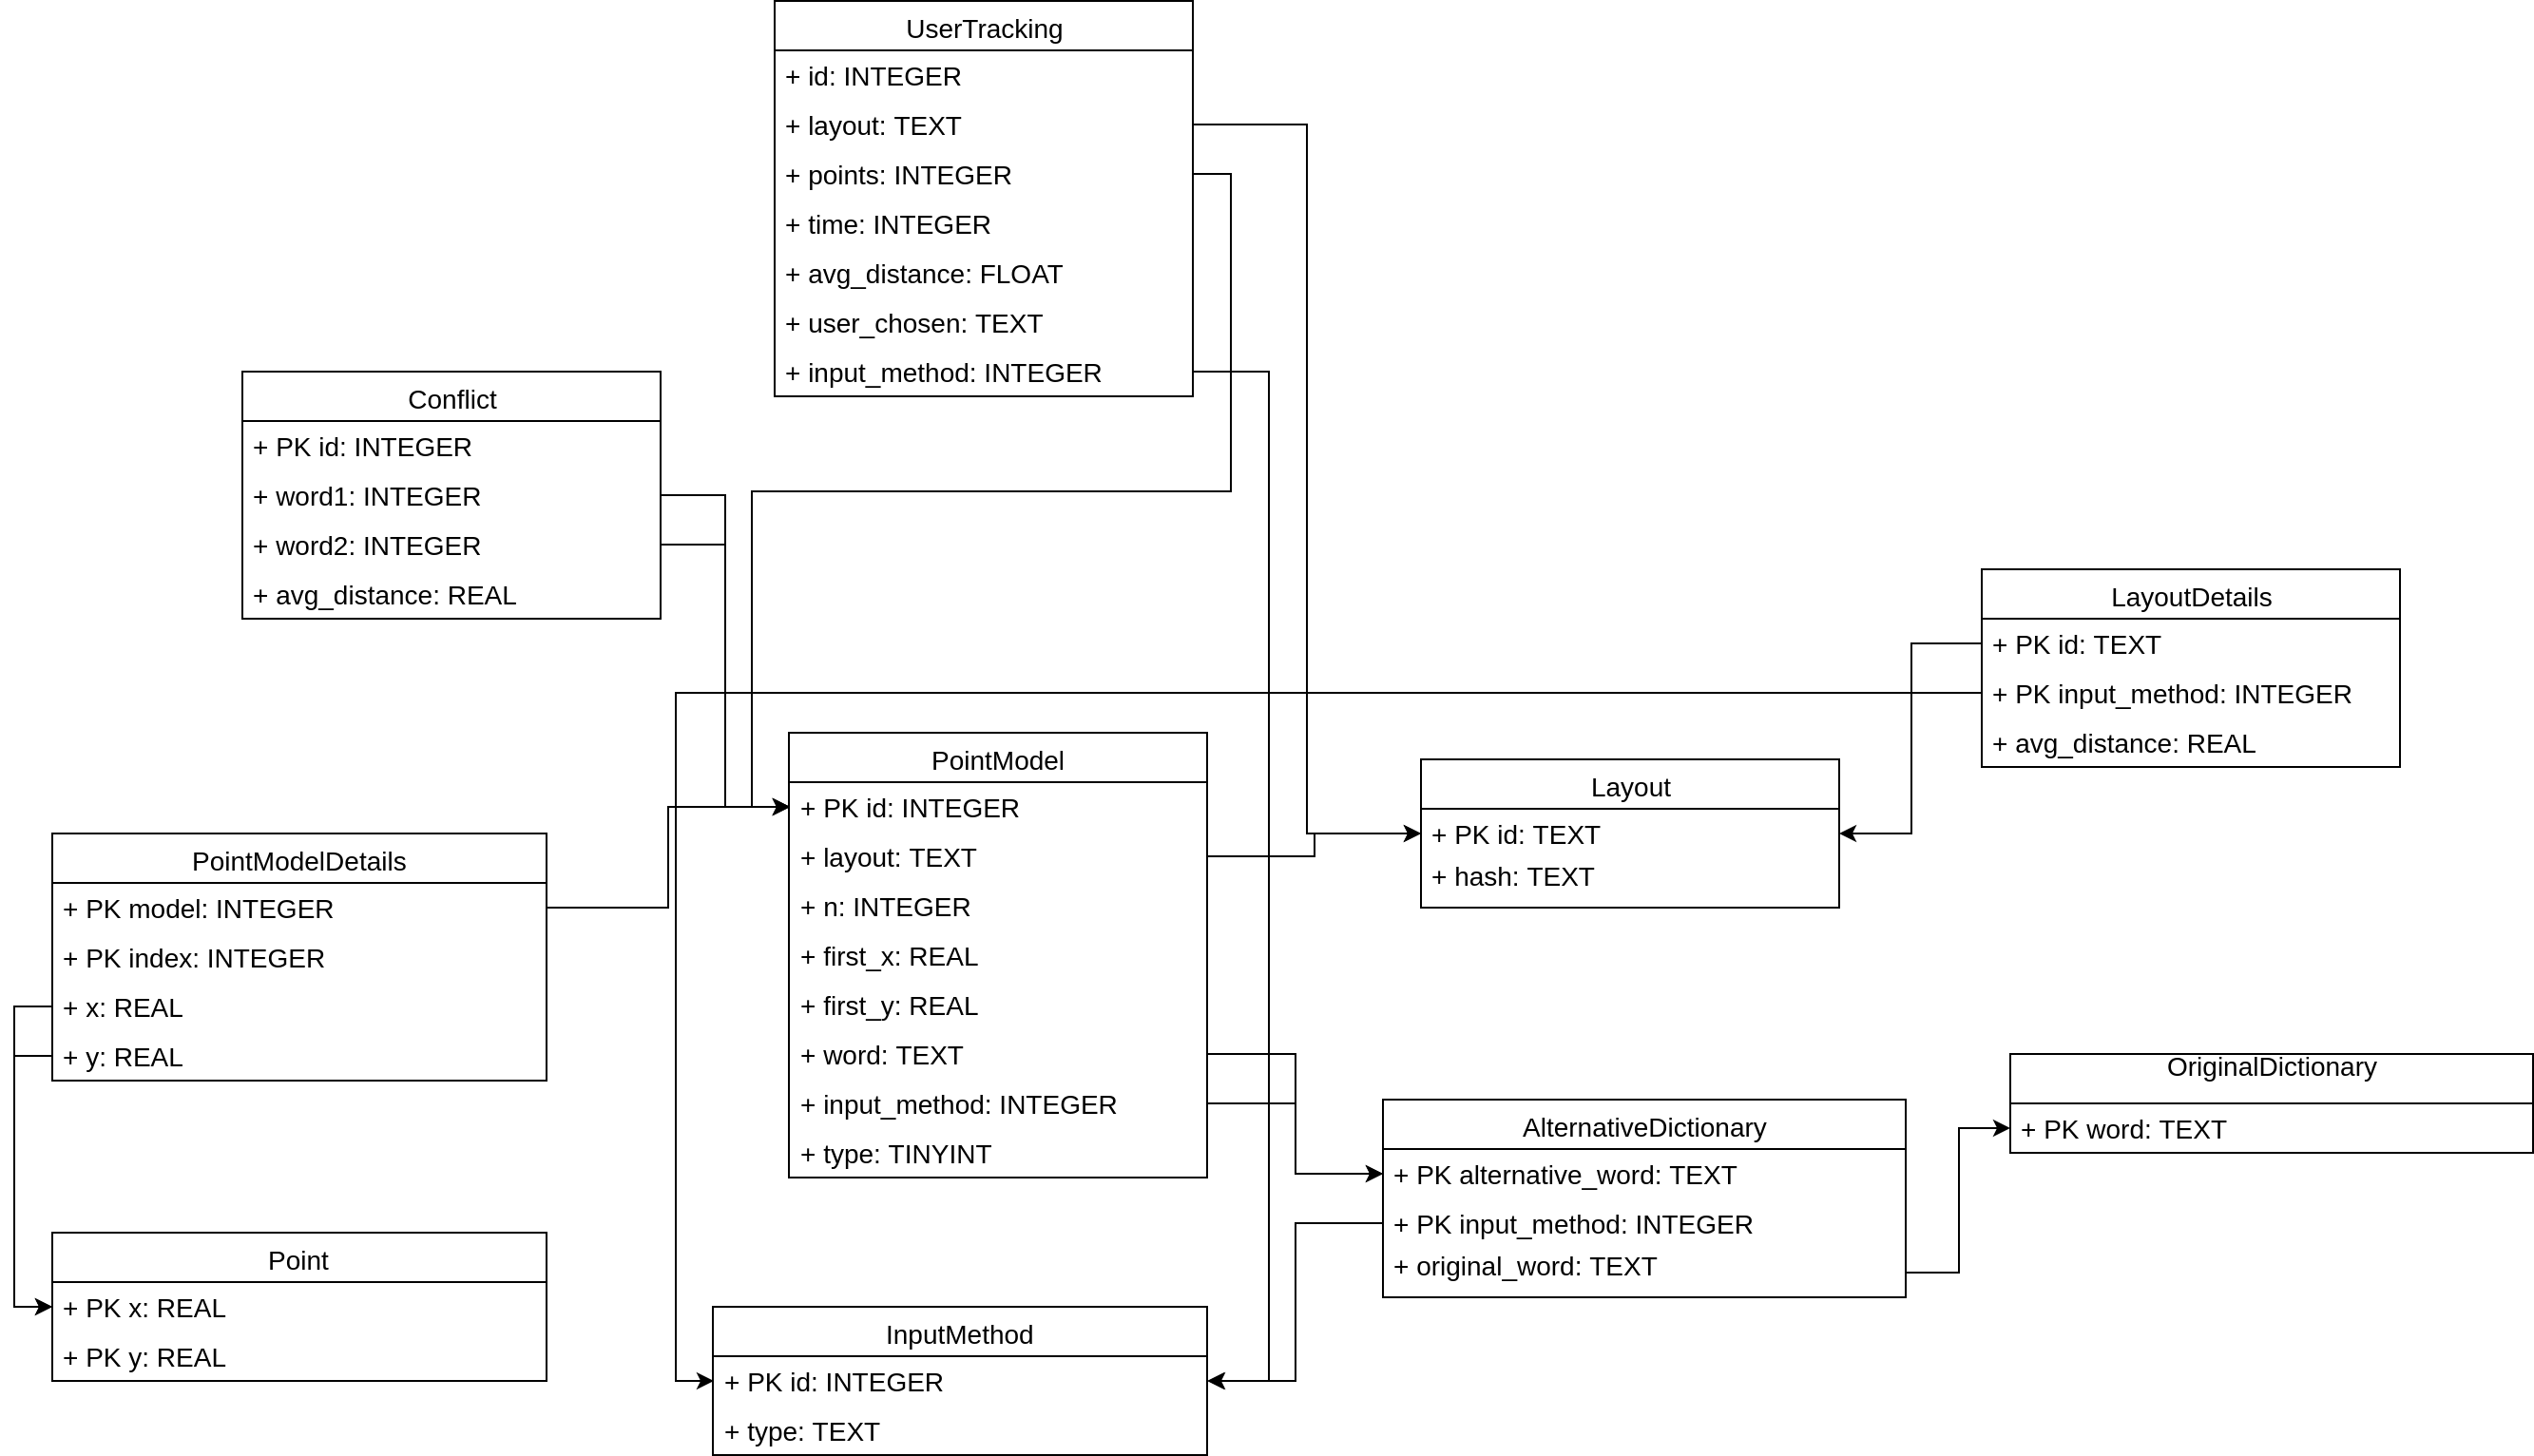 UserTracking
+ id: INTEGER
+ layout: TEXT
+ points: INTEGER
+ time: INTEGER
+ avg_distance: FLOAT
+ user_chosen: TEXT
+ input_method: INTEGER
Conflict
+ PK id: INTEGER
+ word1: INTEGER
+ word2: INTEGER
+ avg_distance: REAL
LayoutDetails
+ PK id: TEXT
+ PK input_method: INTEGER
+ avg_distance: REAL
PointModel
+ PK id: INTEGER
+ layout: TEXT
+ n: INTEGER
+ first_x: REAL
+ first_y: REAL
+ word: TEXT
+ input_method: INTEGER
+ type: TINYINT
Layout
+ PK id: TEXT
+ hash: TEXT
PointModelDetails
+ PK model: INTEGER
+ PK index: INTEGER
+ x: REAL
+ y: REAL
OriginalDictionary
+ PK word: TEXT
AlternativeDictionary
+ PK alternative_word: TEXT
+ PK input_method: INTEGER
+ original_word: TEXT
Point
+ PK x: REAL
+ PK y: REAL
InputMethod
+ PK id: INTEGER
+ type: TEXT